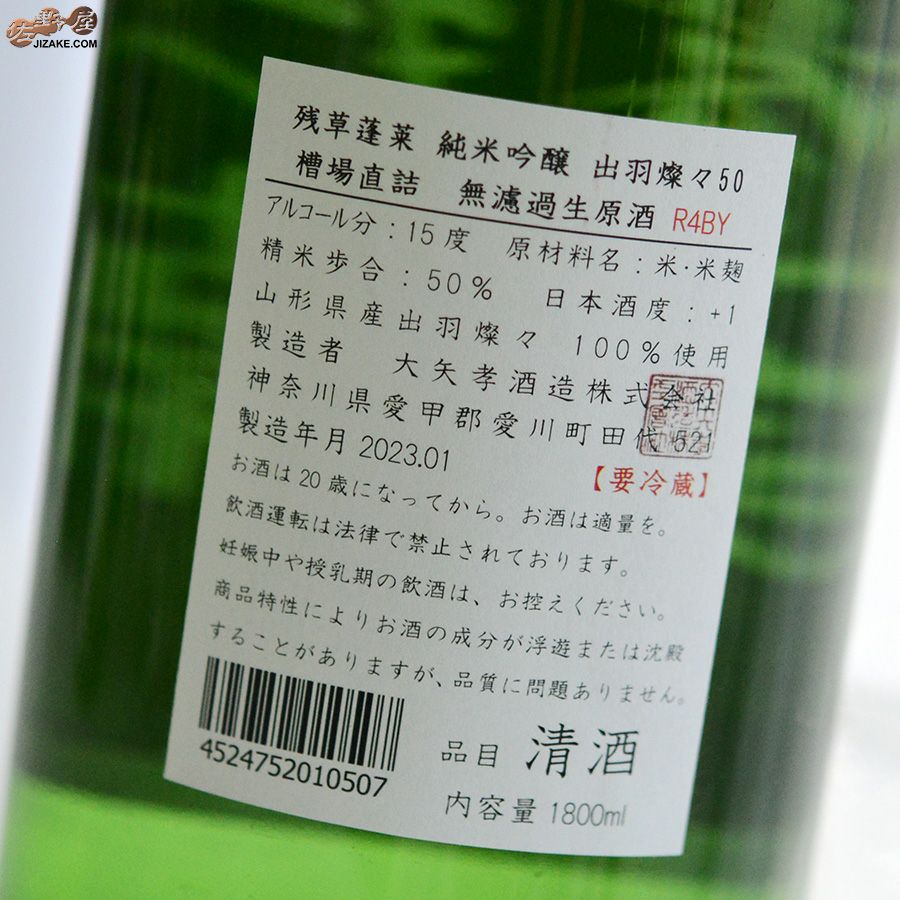 佐野屋
JIZAKE.COM
残草蓬莱 純米吟醸 出羽燦々50
槽場直詰 無濾過生原酒 R4BY
アルコール分：15度 原材料名：米・米麹
精米歩合：50% 日本酒度：+1
山形県産出羽燦々 100%使用
製造者 大矢孝酒造株式会社
神奈川県愛甲郡愛川町田代521
製造年月 2023.01
【要冷蔵】
お酒は20歳になってから。お酒は適量を。
飲酒運転は法律で禁止されております。
妊娠中や授乳期の飲酒は、お控えください。
商品特性によりお酒の成分が浮遊または沈殿
することがありますが、品質に問題ありません。
4524752010507
品目 清酒
内容量 1800ml